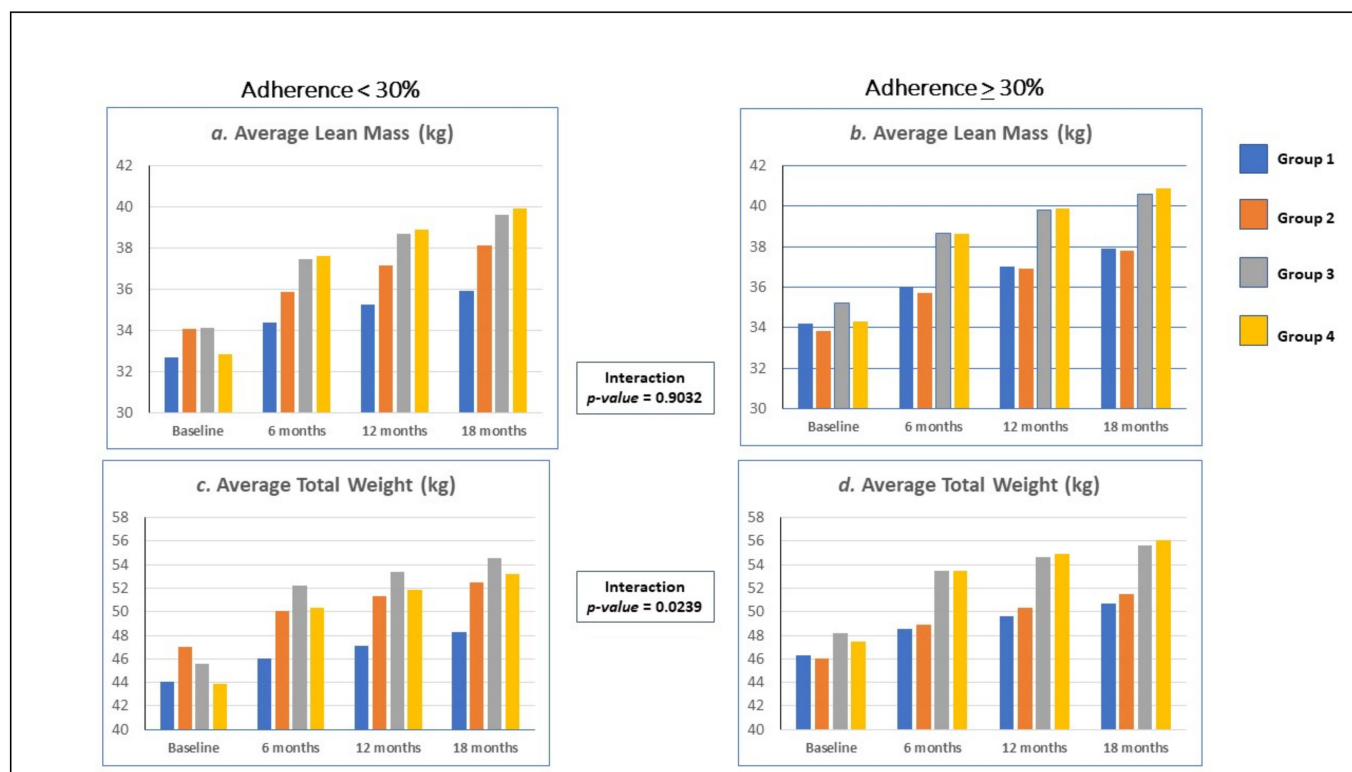 Adherence < 30%
a. Average Lean Mass (kg)
42
40
38
36
34
32
30
Baseline 6 months 12 months 18 months
Adherence ≥ 30%
b. Average Lean Mass (kg)
42
40
38
36
34
32
30
Baseline 6 months 12 months 18 months
Group 1
Group 2
Group 3
Group 4
Interaction
p-value = 0.9032
c. Average Total Weight (kg)
58
56
54
52
50
48
46
44
42
40
Baseline 6 months 12 months 18 months
Interaction
p-value = 0.0239
d. Average Total Weight (kg)
58
56
54
52
50
48
46
44
42
40
Baseline 6 months 12 months 18 months